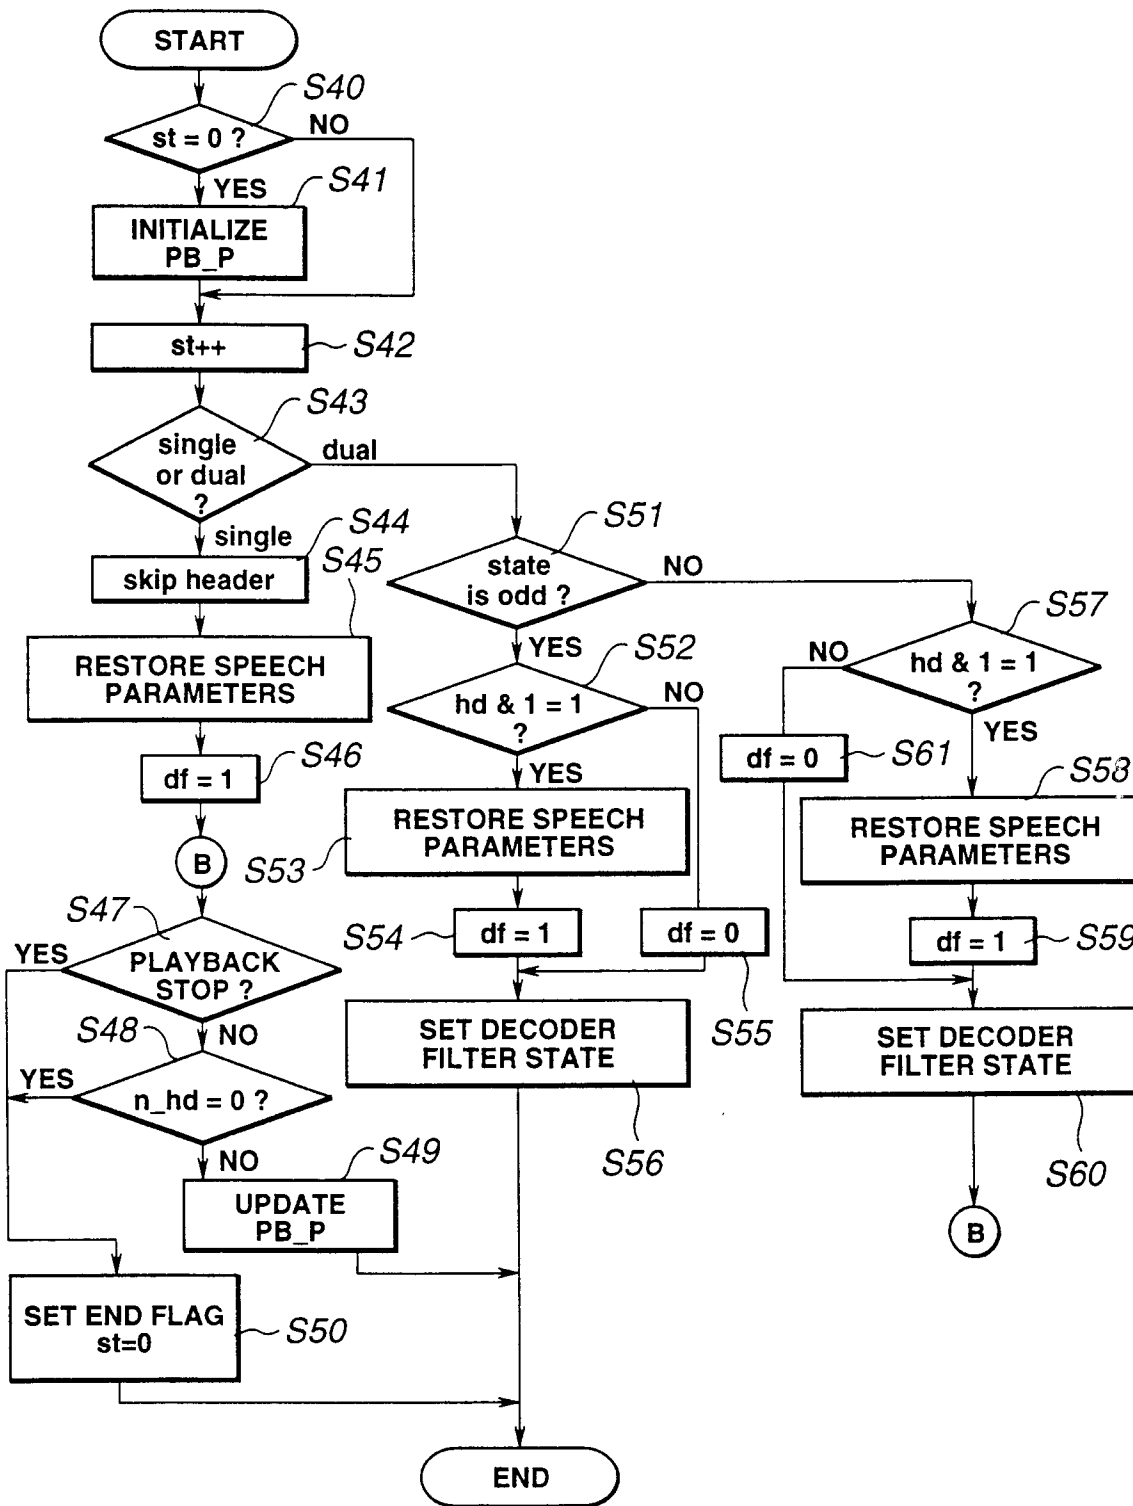 START
S40
st = 0 ?
NO
YES
S41
INITIALIZE
PB_P
st++
S42
S43
single
or dual
?
dual
single
S44
skip header
S45
RESTORE SPEECH
PARAMETERS
S46
df = 1
B
S47
YES
PLAYBACK
STOP ?
NO
S48
YES
n_hd = 0 ?
NO
S49
UPDATE
PB_P
SET END FLAG
st=0
S50
S51
state
is odd ?
NO
YES
S52
hd & 1 = 1
?
NO
YES
RESTORE SPEECH
PARAMETERS
S53
S54
df = 1
df = 0
S55
SET DECODER
FILTER STATE
S56
S57
NO
hd & 1 = 1
?
YES
df = 0
S61
S58
RESTORE SPEECH
PARAMETERS
df = 1
S59
SET DECODER
FILTER STATE
S60
B
END